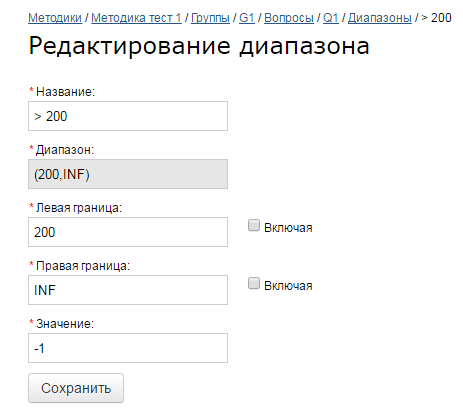 Методики / Методика тест 1 / Группы / G1 / Вопросы / Q1 / Диапазоны / > 200
Редактирование диапазона
* Название:
> 200
* Диапазон:
(200,INF)
* Левая граница:
200 Включая
* Правая граница:
INF Включая
* Значение:
-1
Сохранить